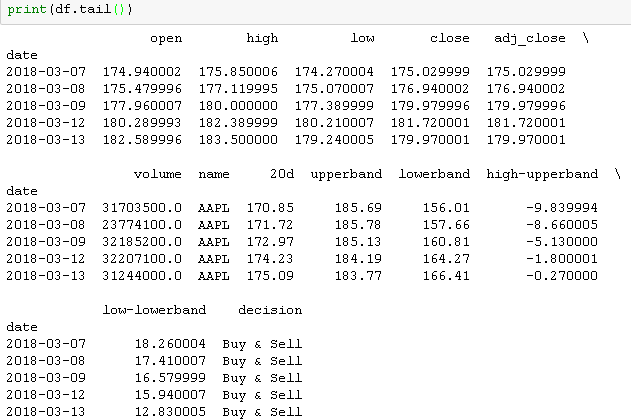 print(df.tail())
open high low close adj_close \
date
2018-03-07 174.940002 175.850006 174.270004 175.029999 175.029999
2018-03-08 175.479996 177.119995 175.070007 176.940002 176.940002
2018-03-09 177.960007 180.000000 177.389999 179.979996 179.979996
2018-03-12 180.289993 182.389999 180.210007 181.720001 181.720001
2018-03-13 182.589996 183.500000 179.240005 179.970001 179.970001
volume name 20d upperband lowerband high-upperband \
date
2018-03-07 31703500.0 AAPL 170.85 185.69 156.01 -9.839994
2018-03-08 23774100.0 AAPL 171.72 185.78 157.66 -8.660005
2018-03-09 32185200.0 AAPL 172.97 185.13 160.81 -5.130000
2018-03-12 32207100.0 AAPL 174.23 184.19 164.27 -1.800001
2018-03-13 31244000.0 AAPL 175.09 183.77 166.41 -0.270000
low-lowerband decision
date
2018-03-07 18.260004 Buy & Sell
2018-03-08 17.410007 Buy & Sell
2018-03-09 16.579999 Buy & Sell
2018-03-12 15.940007 Buy & Sell
2018-03-13 12.830005 Buy & Sell